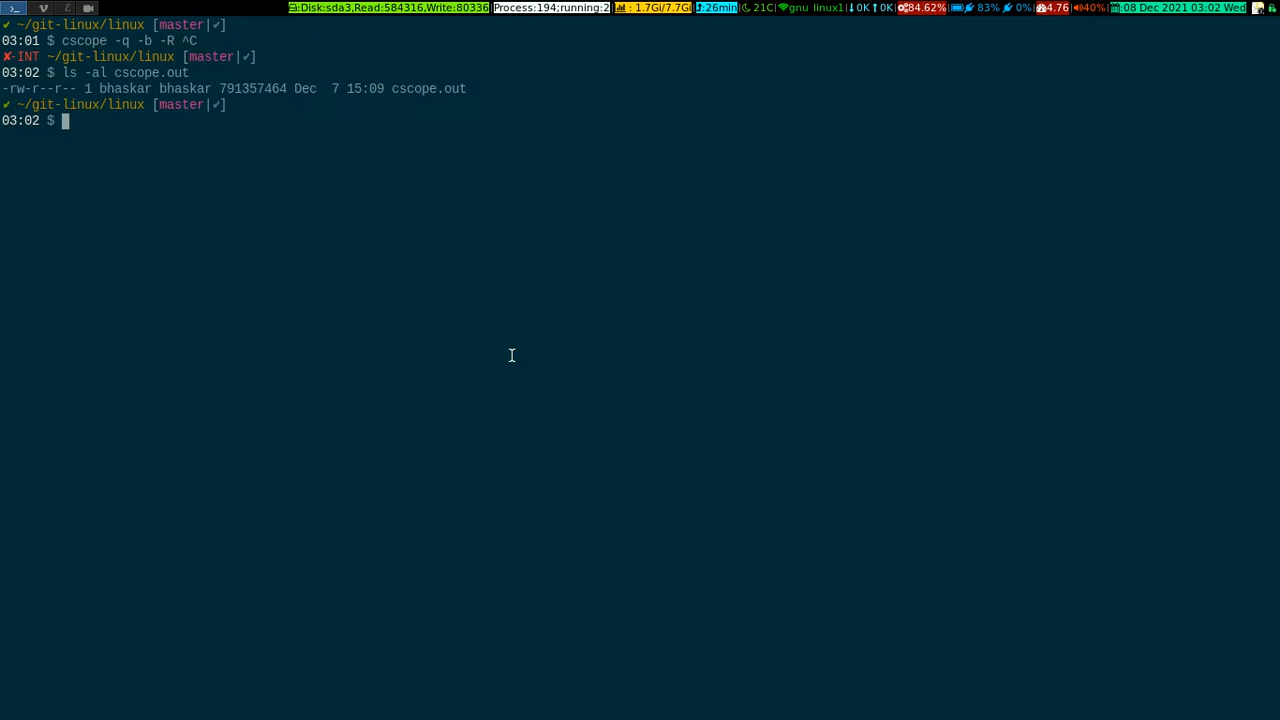 Disk:sda3,Read:584316,Write:80336 Process:194;running:2 : 1.7Gi/7.7Gi :26min 21C gnu linux1 0K 0K 84.62% 83% 0% 4.76 40% :08 Dec 2021 03:02 Wed
✔ ~/git-linux/linux [master|✔]
03:01 $ cscope -q -b -R ^C
✘-INT ~/git-linux/linux [master|✔]
03:02 $ ls -al cscope.out
-rw-r--r-- 1 bhaskar bhaskar 791357464 Dec  7 15:09 cscope.out
✔ ~/git-linux/linux [master|✔]
03:02 $